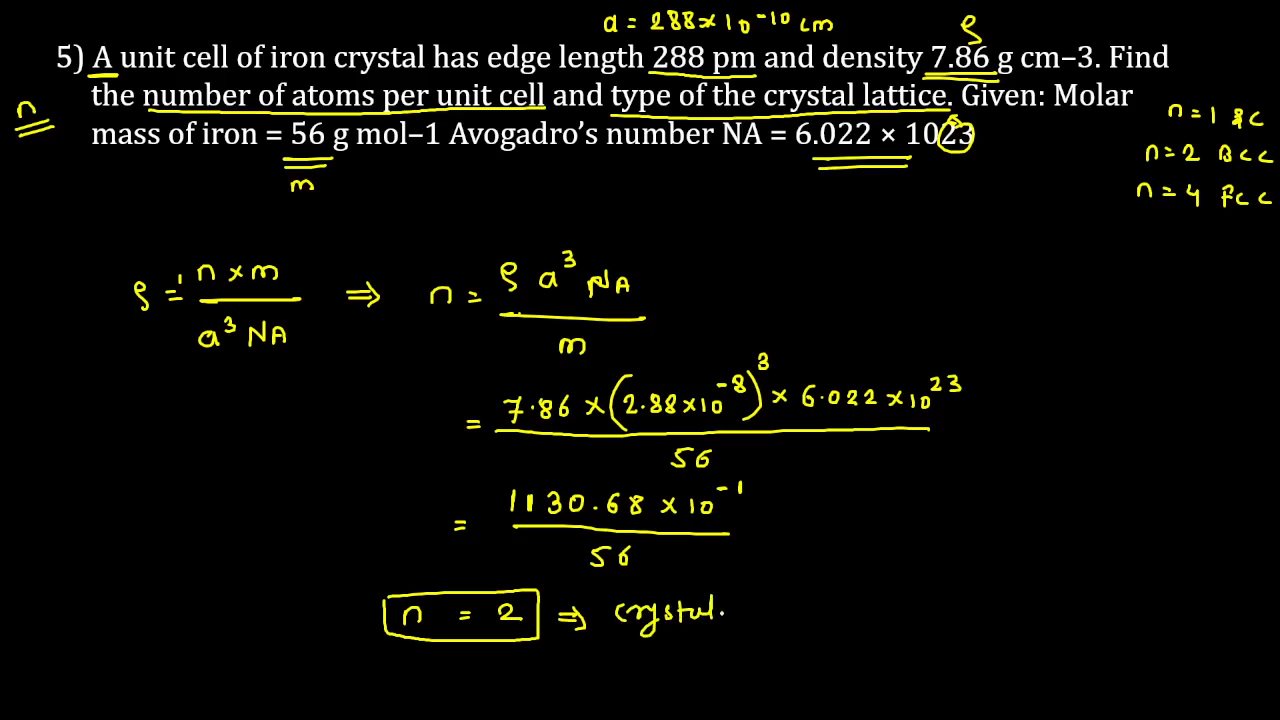 a = 288×10⁻¹⁰ cm
ρ
5) A unit cell of iron crystal has edge length 288 pm and density 7.86 g cm–3. Find
the number of atoms per unit cell and type of the crystal lattice. Given: Molar
mass of iron = 56 g mol–1 Avogadro’s number NA = 6.022 × 1023
n
m
n = 1
n = 2 BCC
n = 4 FCC
ρ = n × m / a³ NA ⇒ n = ρ a³ NA / m
= 7.86 × (2.88×10⁻⁸)³ × 6.022 × 10²³ / 56
= 1130.68 × 10⁻¹ / 56
n = 2 ⇒ crystal